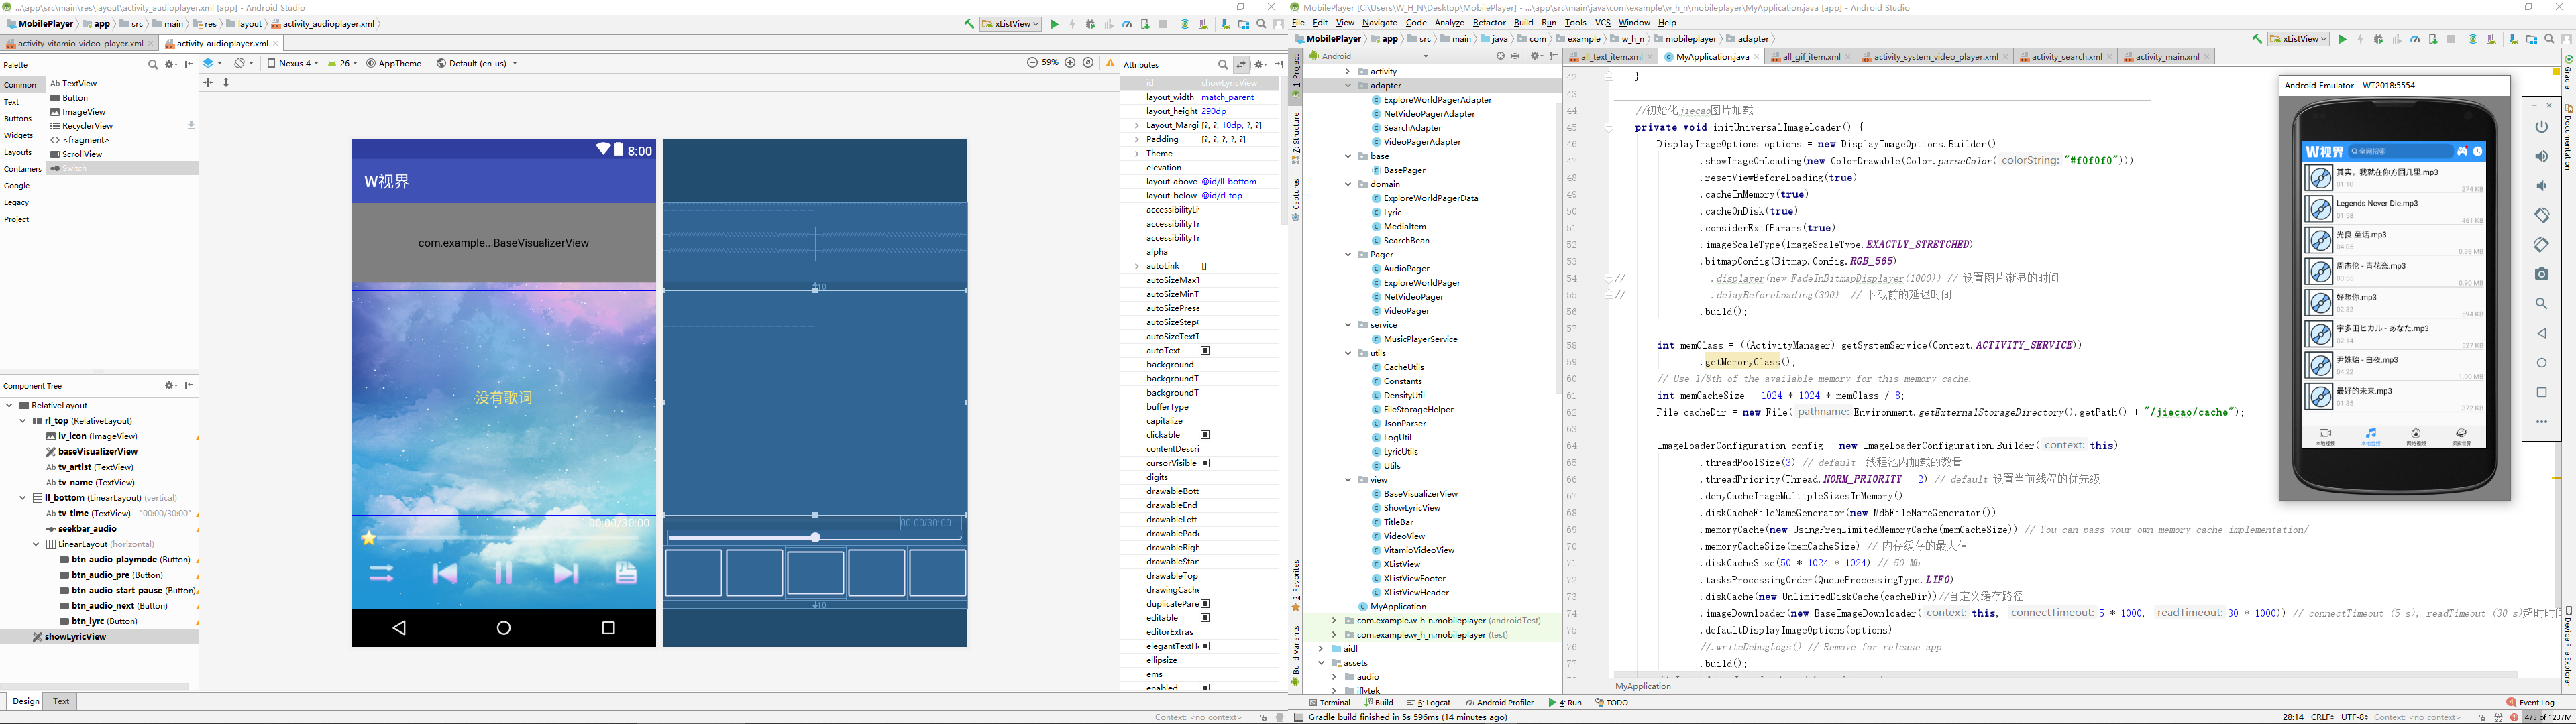 ...\app\src\main\res\layout\activity_audioplayer.xml [app] - Android Studio
MobilePlayer app src main res layout activity_audioplayer.xml
xListView
activity_vitamio_video_player.xml activity_audioplayer.xml
Palette
Nexus 4 26 AppTheme Default (en-us) 59%
Common
Text
Buttons
Widgets
Layouts
Containers
Google
Legacy
Project
Ab TextView
Button
ImageView
RecyclerView
<> <fragment>
ScrollView
Switch
Component Tree
RelativeLayout
rl_top (RelativeLayout)
iv_icon (ImageView)
baseVisualizerView
Ab tv_artist (TextView)
Ab tv_name (TextView)
ll_bottom (LinearLayout) (vertical)
Ab tv_time (TextView) - "00:00/30:00"
seekbar_audio
LinearLayout (horizontal)
btn_audio_playmode (Button)
btn_audio_pre (Button)
btn_audio_start_pause (Button)
btn_audio_next (Button)
btn_lyrc (Button)
showLyricView
Design Text
8:00
W视界
com.example...BaseVisualizerView
没有歌词
00:00/30:00
00:00/30:00
Attributes
id showLyricView
layout_width match_parent
layout_height 290dp
Layout_Margi [?, ?, 10dp, ?, ?]
Padding [?, ?, ?, ?, ?]
Theme
elevation
layout_above @id/ll_bottom
layout_below @id/rl_top
accessibilityLi
accessibilityTr
accessibilityTr
alpha
autoLink []
autoSizeMaxT
autoSizeMinT
autoSizePrese
autoSizeStepG
autoSizeTextT
autoText
background
backgroundT
backgroundT
bufferType
capitalize
clickable
contentDescri
cursorVisible
digits
drawableBott
drawableEnd
drawableLeft
drawablePadd
drawableRigh
drawableStart
drawableTop
drawingCache
duplicatePare
editable
editorExtras
elegantTextHe
ellipsize
ems
enabled
Context: <no context>
MobilePlayer [C:\Users\W_H_N\Desktop\MobilePlayer] - ...\app\src\main\java\com\example\w_h_n\mobileplayer\MyApplication.java [app] - Android Studio
File Edit View Navigate Code Analyze Refactor Build Run Tools VCS Window Help
MobilePlayer app src main java com example w_h_n mobileplayer adapter
xListView
Android
all_text_item.xml MyApplication.java all_gif_item.xml activity_system_video_player.xml activity_search.xml activity_main.xml
1: Project
7: Structure
Captures
2: Favorites
Build Variants
activity
adapter
ExploreWorldPagerAdapter
NetVideoPagerAdapter
SearchAdapter
VideoPagerAdapter
base
BasePager
domain
ExploreWorldPagerData
Lyric
MediaItem
SearchBean
Pager
AudioPager
ExploreWorldPager
NetVideoPager
VideoPager
service
MusicPlayerService
utils
CacheUtils
Constants
DensityUtil
FileStorageHelper
JsonParser
LogUtil
LyricUtils
Utils
view
BaseVisualizerView
ShowLyricView
TitleBar
VideoView
VitamioVideoView
XListView
XListViewFooter
XListViewHeader
MyApplication
com.example.w_h_n.mobileplayer (androidTest)
com.example.w_h_n.mobileplayer (test)
aidl
assets
audio
iflytek
42 }
43
44 //初始化jiecao图片加载
45 private void initUniversalImageLoader() {
46 DisplayImageOptions options = new DisplayImageOptions.Builder()
47 .showImageOnLoading(new ColorDrawable(Color.parseColor( colorString: "#f0f0f0")))
48 .resetViewBeforeLoading(true)
49 .cacheInMemory(true)
50 .cacheOnDisk(true)
51 .considerExifParams(true)
52 .imageScaleType(ImageScaleType.EXACTLY_STRETCHED)
53 .bitmapConfig(Bitmap.Config.RGB_565)
54 // .displayer(new FadeInBitmapDisplayer(1000)) // 设置图片渐显的时间
55 // .delayBeforeLoading(300) // 下载前的延迟时间
56 .build();
57
58 int memClass = ((ActivityManager) getSystemService(Context.ACTIVITY_SERVICE))
59 .getMemoryClass();
60 // Use 1/8th of the available memory for this memory cache.
61 int memCacheSize = 1024 * 1024 * memClass / 8;
62 File cacheDir = new File( pathname: Environment.getExternalStorageDirectory().getPath() + "/jiecao/cache");
63
64 ImageLoaderConfiguration config = new ImageLoaderConfiguration.Builder( context: this)
65 .threadPoolSize(3) // default 线程池内加载的数量
66 .threadPriority(Thread.NORM_PRIORITY - 2) // default 设置当前线程的优先级
67 .denyCacheImageMultipleSizesInMemory()
68 .diskCacheFileNameGenerator(new Md5FileNameGenerator())
69 .memoryCache(new UsingFreqLimitedMemoryCache(memCacheSize)) // You can pass your own memory cache implementation/
70 .memoryCacheSize(memCacheSize) // 内存缓存的最大值
71 .diskCacheSize(50 * 1024 * 1024) // 50 Mb
72 .tasksProcessingOrder(QueueProcessingType.LIFO)
73 .diskCache(new UnlimitedDiskCache(cacheDir))//自定义缓存路径
74 .imageDownloader(new BaseImageDownloader( context: this, connectTimeout: 5 * 1000, readTimeout: 30 * 1000)) // connectTimeout (5 s), readTimeout (30 s)超时时间
75 .defaultDisplayImageOptions(options)
76 //.writeDebugLogs() // Remove for release app
77 .build();
MyApplication
Android Emulator - WT2018:5554
W视界 全网搜索
其实，我就在你方圆几里.mp3
01:10 274 KB
Legends Never Die.mp3
01:58 461 KB
光良-童话.mp3
04:05 0.93 MB
周杰伦 - 青花瓷.mp3
03:55 0.90 MB
好想你.mp3
02:32 594 KB
宇多田ヒカル - あなた.mp3
02:14 527 KB
尹姝贻 - 白夜.mp3
04:22 1.00 MB
最好的未来.mp3
01:35 372 KB
Gradle
Documentation
Device File Explorer
Terminal Build 6: Logcat Android Profiler 4: Run TODO Event Log
Gradle build finished in 5s 596ms (14 minutes ago) 28:14 CRLF UTF-8 Context: <no context> 475 of 1237M